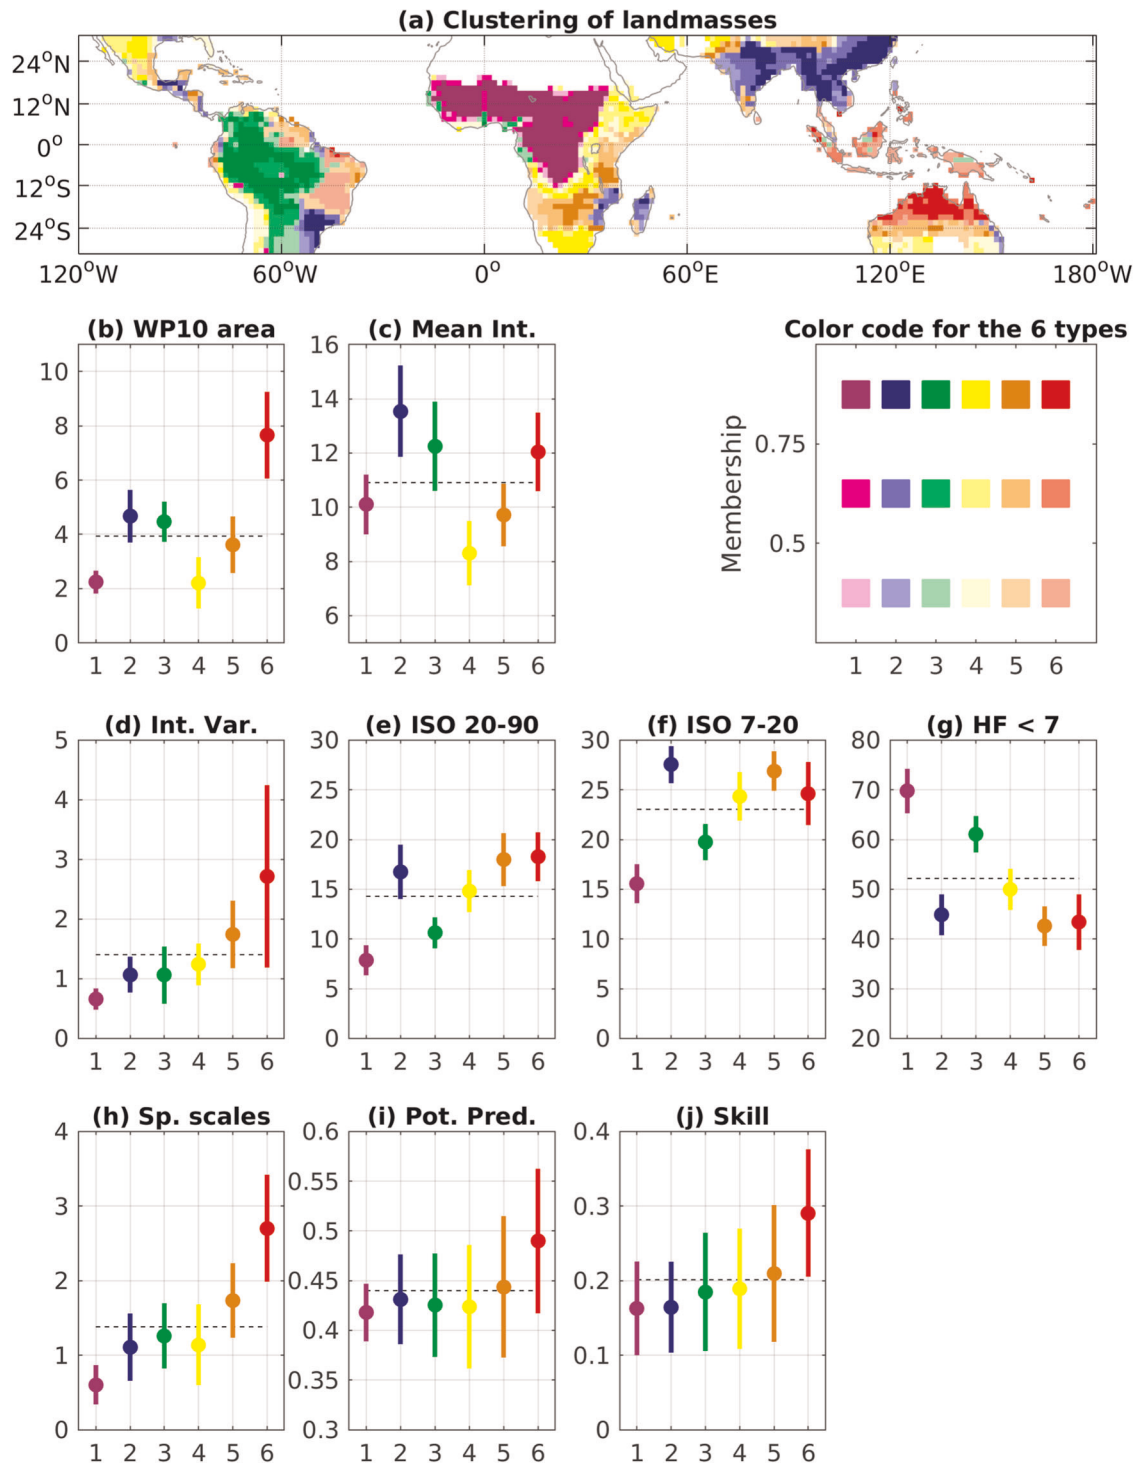 (a) Clustering of landmasses
24°N
12°N
0°
12°S
24°S
120°W 60°W 0° 60°E 120°E 180°W
(b) WP10 area
10
8
6
4
2
0
1 2 3 4 5 6
(c) Mean Int.
16
14
12
10
8
6
1 2 3 4 5 6
Color code for the 6 types
Membership
0.75
0.5
1 2 3 4 5 6
(d) Int. Var.
5
4
3
2
1
0
1 2 3 4 5 6
(e) ISO 20-90
30
25
20
15
10
5
0
1 2 3 4 5 6
(f) ISO 7-20
30
25
20
15
10
5
0
1 2 3 4 5 6
(g) HF < 7
80
70
60
50
40
30
20
1 2 3 4 5 6
(h) Sp. scales
4
3
2
1
0
1 2 3 4 5 6
(i) Pot. Pred.
0.6
0.55
0.5
0.45
0.4
0.35
0.3
1 2 3 4 5 6
(j) Skill
0.4
0.3
0.2
0.1
0
1 2 3 4 5 6